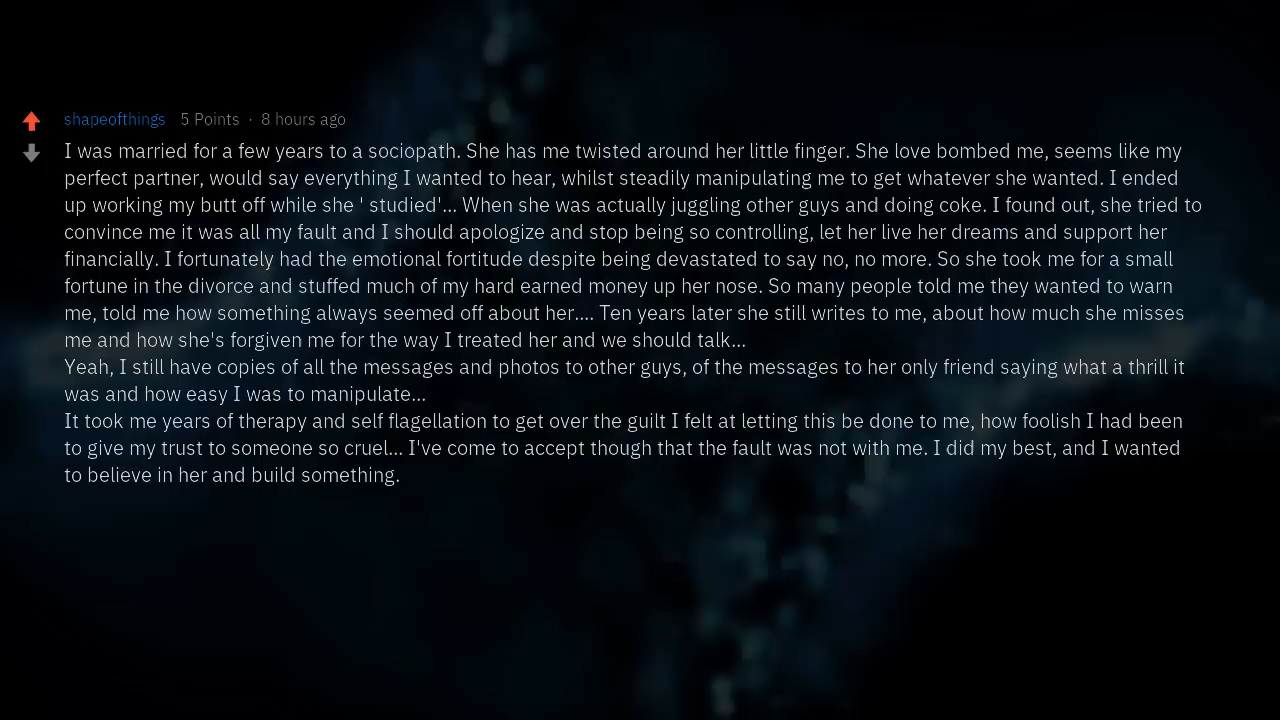 shapeofthings 5 Points · 8 hours ago
I was married for a few years to a sociopath. She has me twisted around her little finger. She love bombed me, seems like my
perfect partner, would say everything I wanted to hear, whilst steadily manipulating me to get whatever she wanted. I ended
up working my butt off while she ' studied'... When she was actually juggling other guys and doing coke. I found out, she tried to
convince me it was all my fault and I should apologize and stop being so controlling, let her live her dreams and support her
financially. I fortunately had the emotional fortitude despite being devastated to say no, no more. So she took me for a small
fortune in the divorce and stuffed much of my hard earned money up her nose. So many people told me they wanted to warn
me, told me how something always seemed off about her.... Ten years later she still writes to me, about how much she misses
me and how she's forgiven me for the way I treated her and we should talk...
Yeah, I still have copies of all the messages and photos to other guys, of the messages to her only friend saying what a thrill it
was and how easy I was to manipulate...
It took me years of therapy and self flagellation to get over the guilt I felt at letting this be done to me, how foolish I had been
to give my trust to someone so cruel... I've come to accept though that the fault was not with me. I did my best, and I wanted
to believe in her and build something.